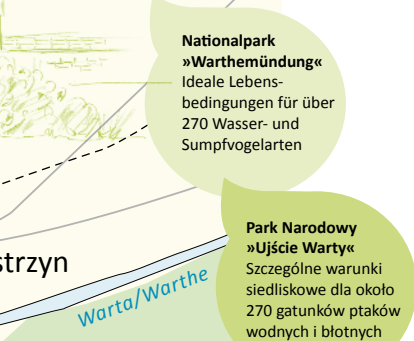 Nationalpark
»Warthemündung«
Ideale Lebens-
bedingungen für über
270 Wasser- und
Sumpfvogelarten
Park Narodowy
»Ujście Warty«
Szczególne warunki
siedliskowe dla około
270 gatunków ptaków
wodnych i błotnych
strzyn
Warta/Warthe